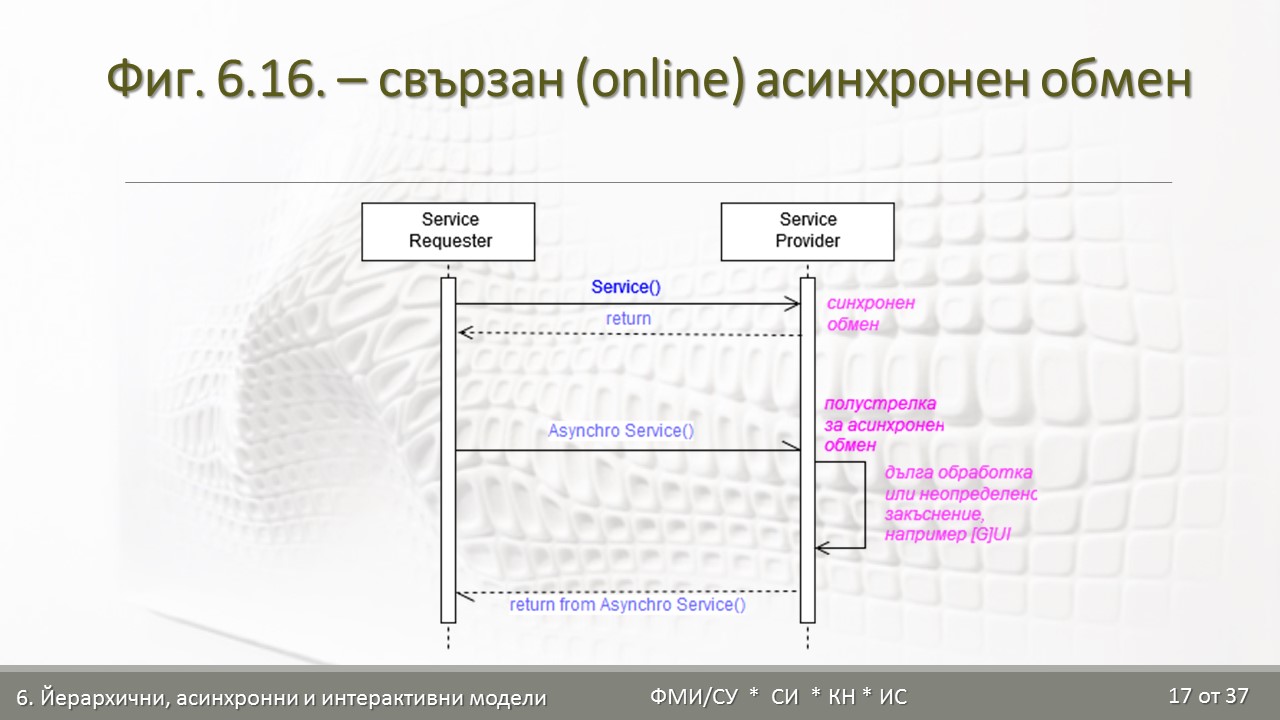 Фиг. 6.16. – свързан (online) асинхронен обмен
Service
Requester
Service
Provider
Service()
return
синхронен
обмен
полустрелка
за асинхронен
обмен
Asynchro Service()
дълга обработка
или неопределено
закъснение,
например [G]UI
return from Asynchro Service()
6. Йерархични, асинхронни и интерактивни модели
ФМИ/СУ * СИ * КН * ИС
17 от 37